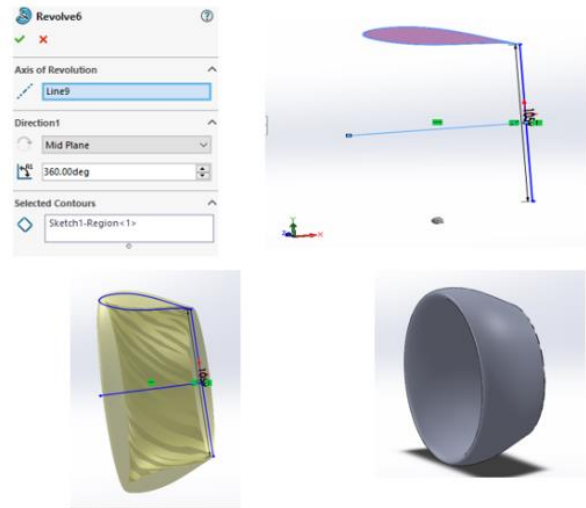 Revolve6
Axis of Revolution
Line9
Direction1
Mid Plane
360.00deg
Selected Contours
Sketch1-Region<1>
Y
Z
X